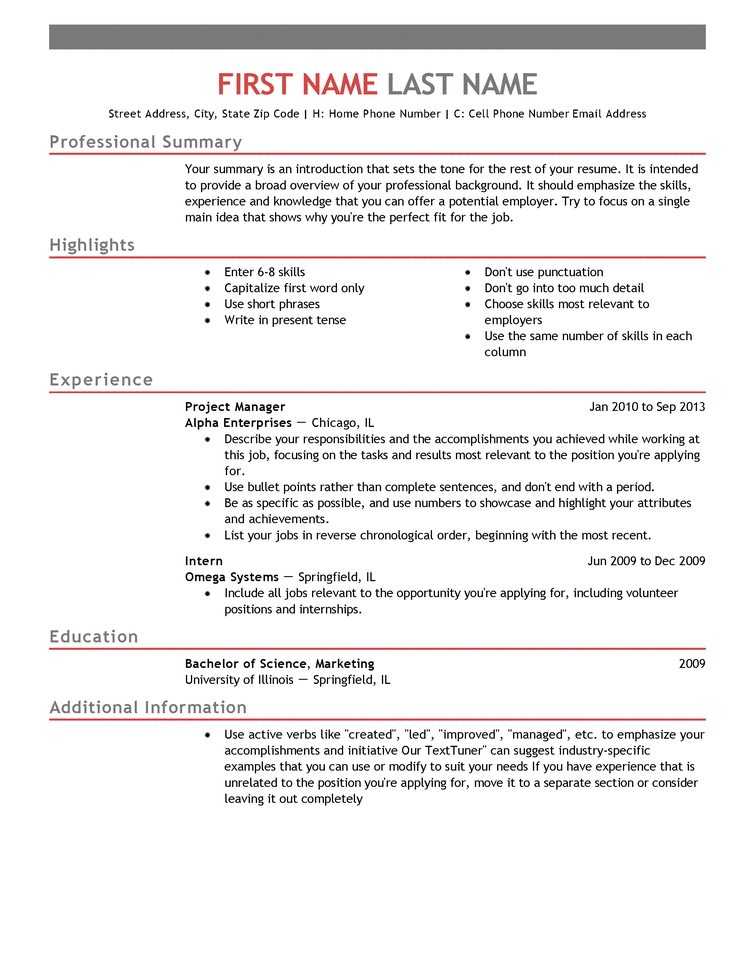 FIRST NAME LAST NAME
Street Address, City, State Zip Code | H: Home Phone Number | C: Cell Phone Number Email Address
Professional Summary
Your summary is an introduction that sets the tone for the rest of your resume. It is intended
to provide a broad overview of your professional background. It should emphasize the skills,
experience and knowledge that you can offer a potential employer. Try to focus on a single
main idea that shows why you're the perfect fit for the job.
Highlights
• Enter 6-8 skills
• Capitalize first word only
• Use short phrases
• Write in present tense
• Don't use punctuation
• Don't go into too much detail
• Choose skills most relevant to
employers
• Use the same number of skills in each
column
Experience
Project Manager Jan 2010 to Sep 2013
Alpha Enterprises — Chicago, IL
• Describe your responsibilities and the accomplishments you achieved while working at
this job, focusing on the tasks and results most relevant to the position you're applying
for.
• Use bullet points rather than complete sentences, and don't end with a period.
• Be as specific as possible, and use numbers to showcase and highlight your attributes
and achievements.
• List your jobs in reverse chronological order, beginning with the most recent.
Intern Jun 2009 to Dec 2009
Omega Systems — Springfield, IL
• Include all jobs relevant to the opportunity you're applying for, including volunteer
positions and internships.
Education
Bachelor of Science, Marketing 2009
University of Illinois — Springfield, IL
Additional Information
• Use active verbs like "created", "led", "improved", "managed", etc. to emphasize your
accomplishments and initiative Our TextTuner" can suggest industry-specific
examples that you can use or modify to suit your needs If you have experience that is
unrelated to the position you're applying for, move it to a separate section or consider
leaving it out completely